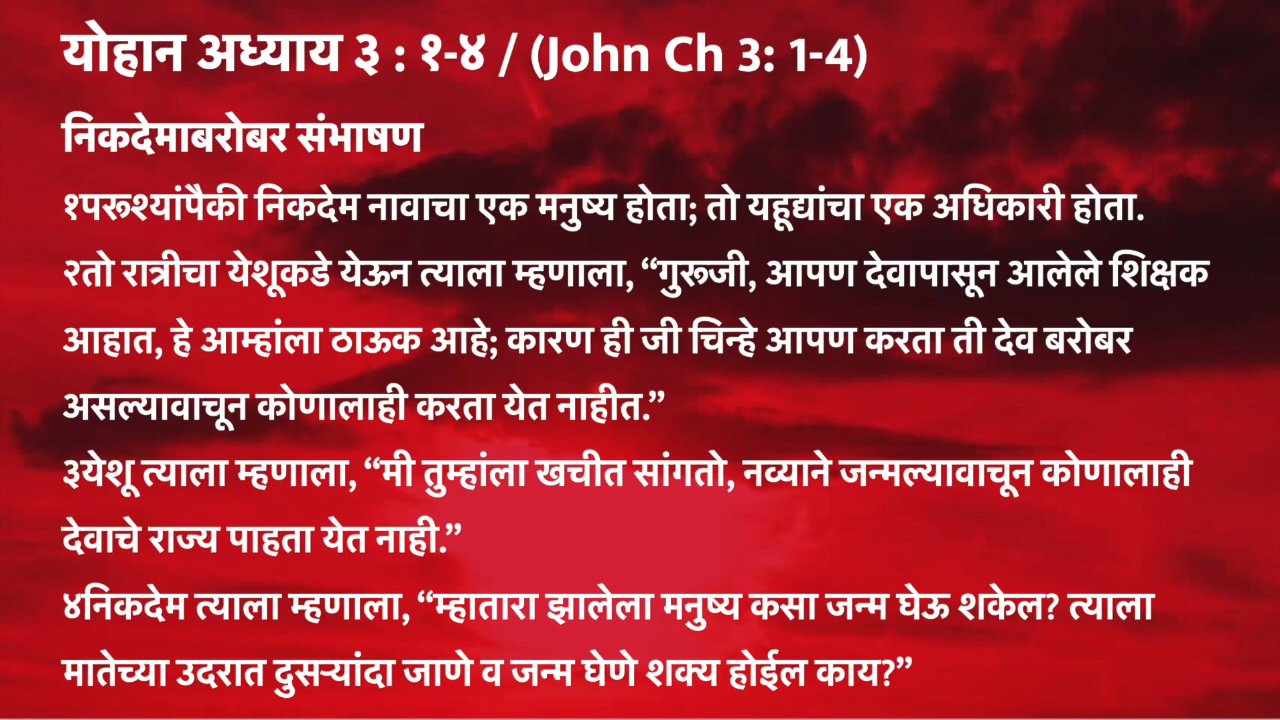 योहान अध्याय ३ : १-४ / (John Ch 3: 1-4)
निकदेमाबरोबर संभाषण
१परूश्यांपैकी निकदेम नावाचा एक मनुष्य होता; तो यहूद्यांचा एक अधिकारी होता.
२तो रात्रीचा येशूकडे येऊन त्याला म्हणाला, “गुरूजी, आपण देवापासून आलेले शिक्षक
आहात, हे आम्हांला ठाऊक आहे; कारण ही जी चिन्हे आपण करता ती देव बरोबर
असल्यावाचून कोणालाही करता येत नाहीत.”
३येशू त्याला म्हणाला, “मी तुम्हांला खचीत सांगतो, नव्याने जन्मल्यावाचून कोणालाही
देवाचे राज्य पाहता येत नाही.”
४निकदेम त्याला म्हणाला, “म्हातारा झालेला मनुष्य कसा जन्म घेऊ शकेल? त्याला
मातेच्या उदरात दुसऱ्यांदा जाणे व जन्म घेणे शक्य होईल काय?”